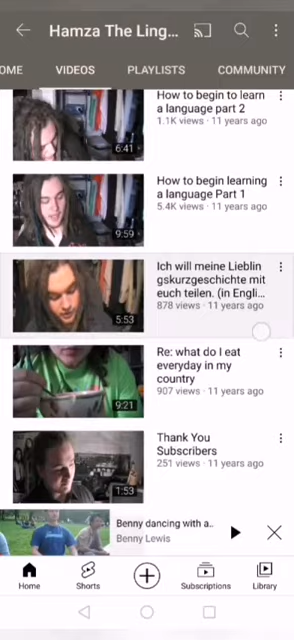 Hamza The Ling...
OME
VIDEOS
PLAYLISTS
COMMUNITY
How to begin to learn
a language part 2
1.1K views · 11 years ago
6:41
How to begin learning
a language Part 1
5.4K views · 11 years ago
9:59
Ich will meine Lieblin
gskurzgeschichte mit
euch teilen. (in Engli...
878 views · 11 years ago
5:53
Re: what do I eat
everyday in my
country
907 views · 11 years ago
9:21
Thank You
Subscribers
251 views · 11 years ago
1:53
Benny dancing with a..
Benny Lewis
Home
Shorts
Subscriptions
Library